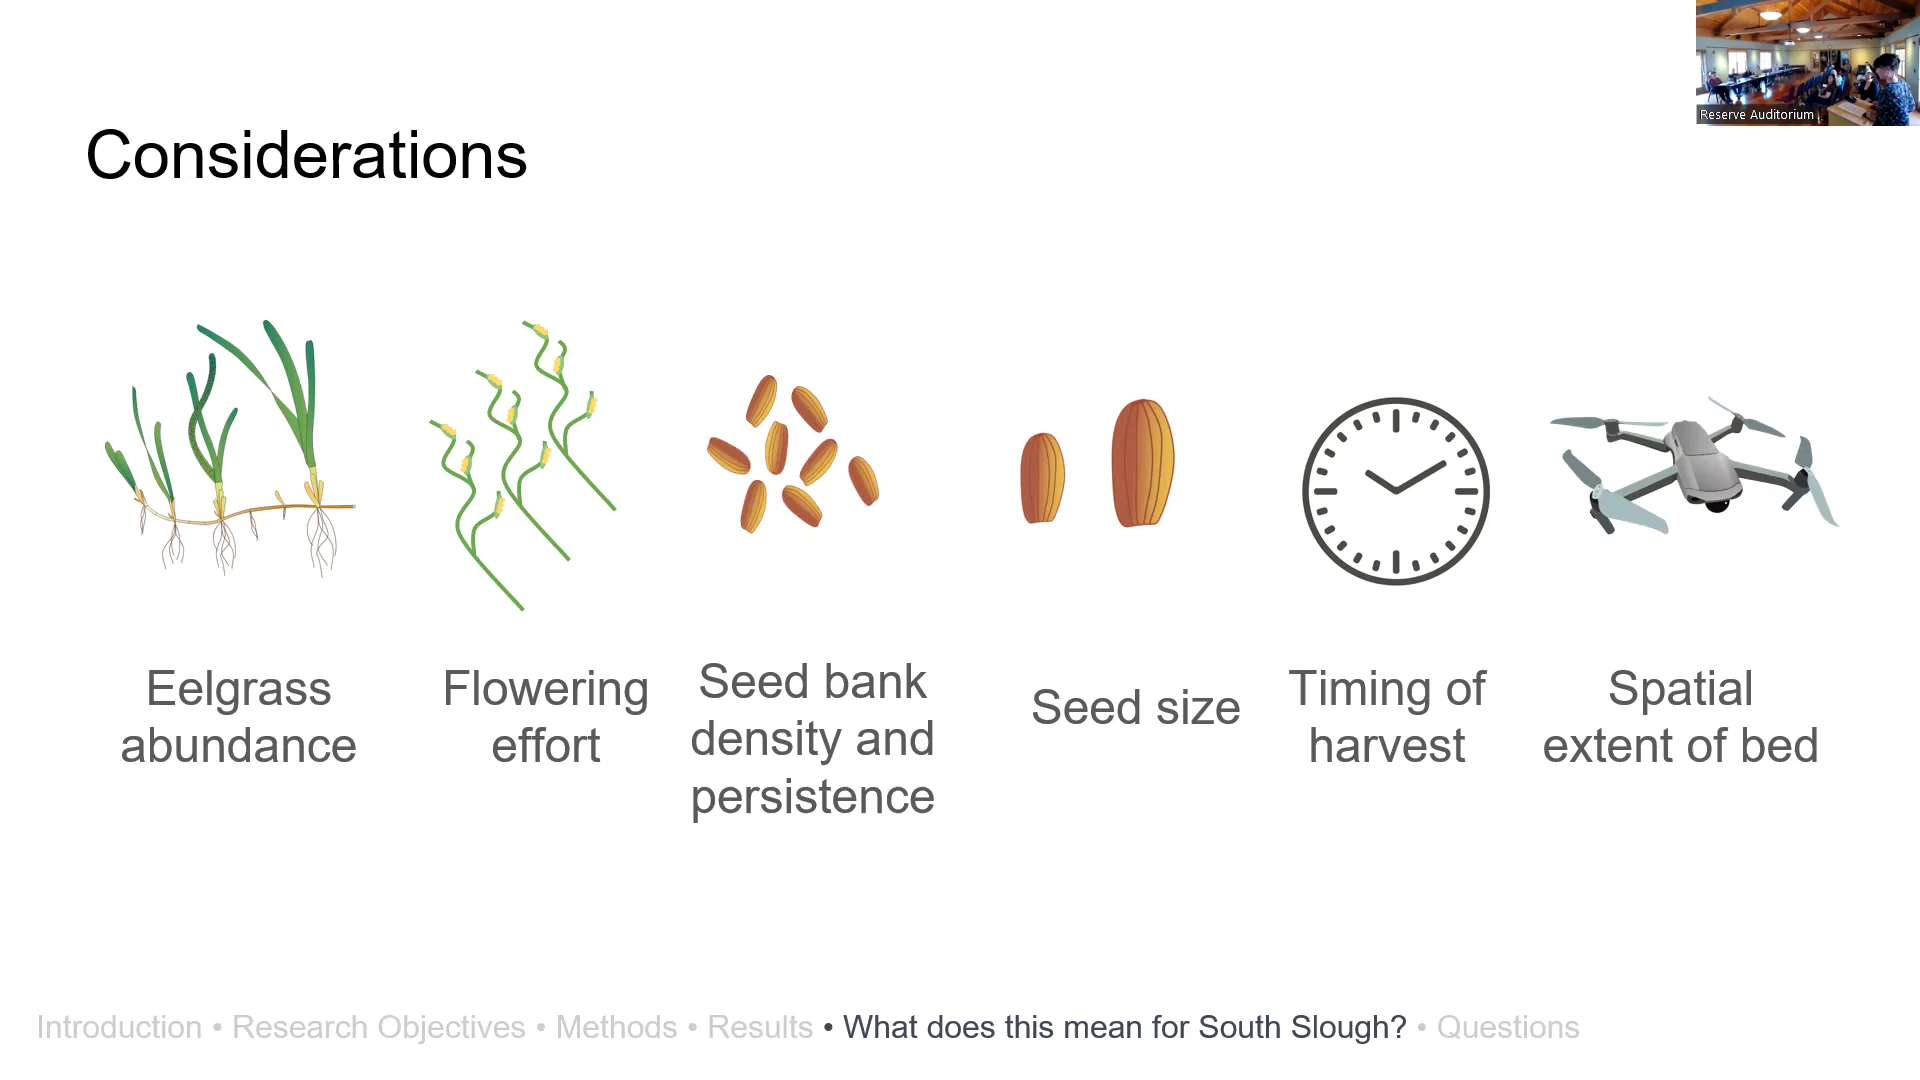 Reserve Auditorium
Considerations
Eelgrass
abundance
Flowering
effort
Seed bank
density and
persistence
Seed size
Timing of
harvest
Spatial
extent of bed
Introduction • Research Objectives • Methods • Results • What does this mean for South Slough? • Questions